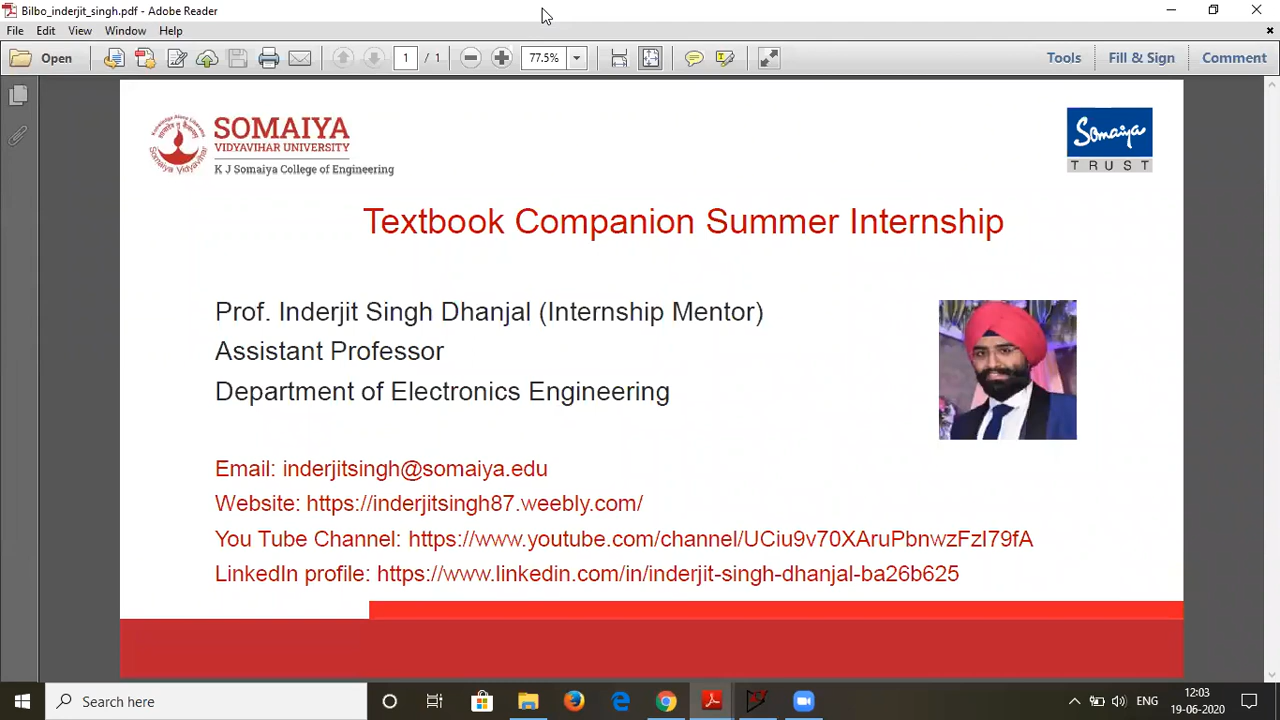 Bilbo_inderjit_singh.pdf - Adobe Reader
File Edit View Window Help
Open 1 / 1 77.5% Tools Fill & Sign Comment
SOMAIYA
VIDYAVIHAR UNIVERSITY
K J Somaiya College of Engineering
Somaiya
TRUST
Somaiya Vidyavihar
Textbook Companion Summer Internship
Prof. Inderjit Singh Dhanjal (Internship Mentor)
Assistant Professor
Department of Electronics Engineering
Email: inderjitsingh@somaiya.edu
Website: https://inderjitsingh87.weebly.com/
You Tube Channel: https://www.youtube.com/channel/UCiu9v70XAruPbnwzFzI79fA
LinkedIn profile: https://www.linkedin.com/in/inderjit-singh-dhanjal-ba26b625
Search here
ENG
12:03
19-06-2020